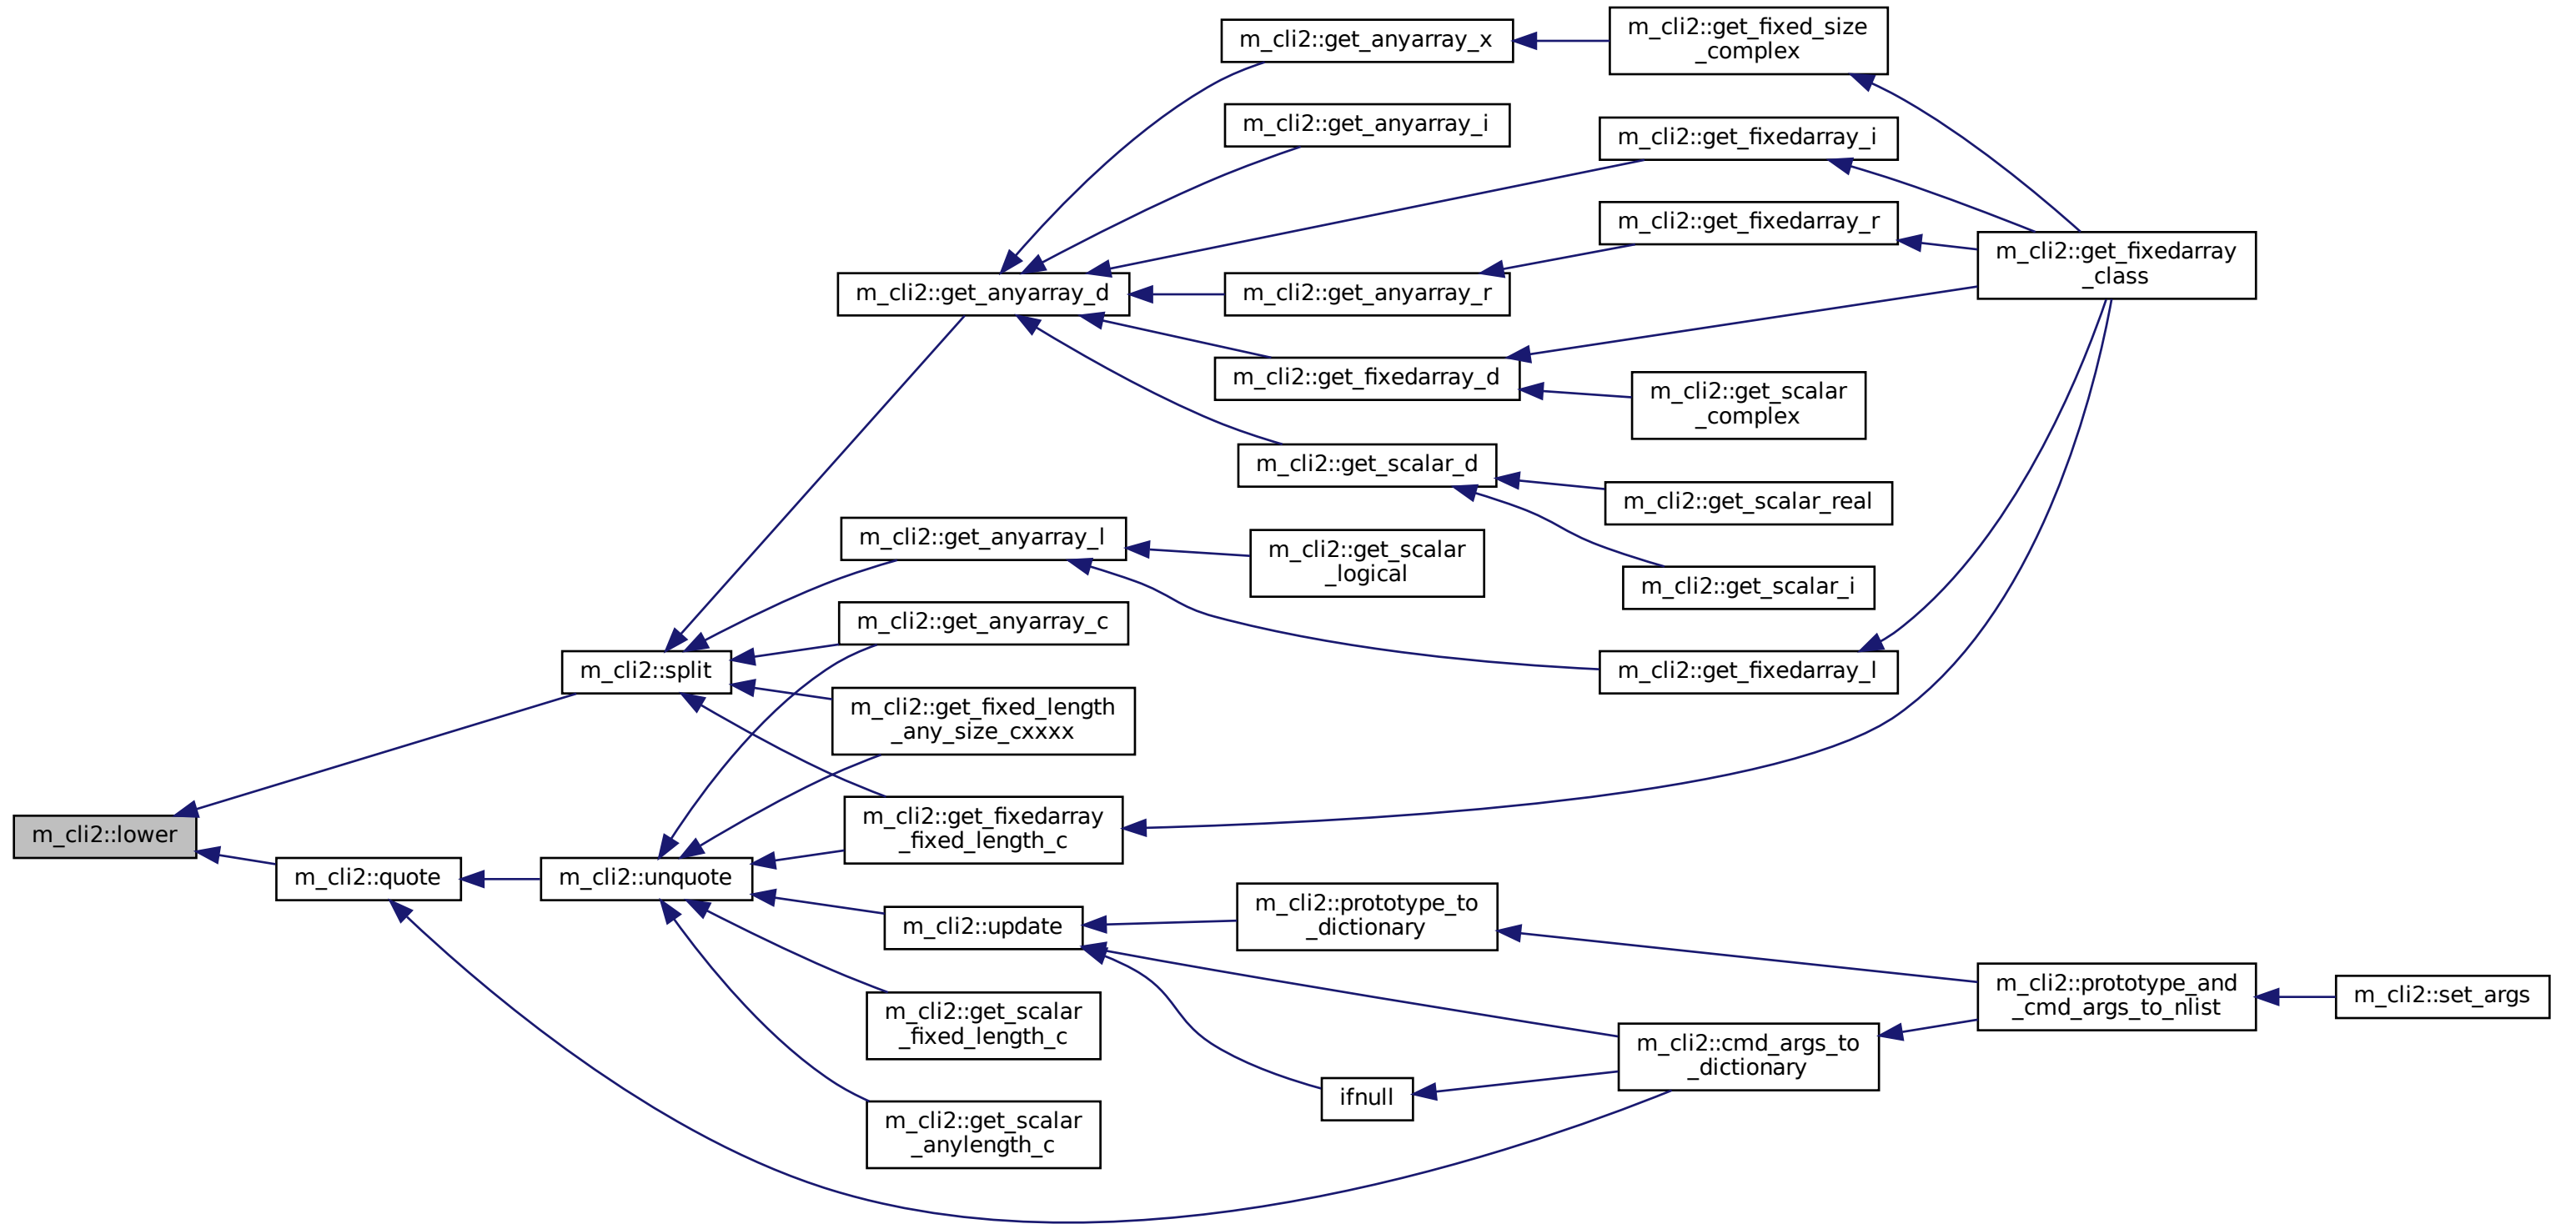 m_cli2::get_anyarray_x
m_cli2::get_fixed_size
_complex
m_cli2::get_anyarray_i
m_cli2::get_fixedarray_i
m_cli2::get_fixedarray_r
m_cli2::get_fixedarray
_class
m_cli2::get_anyarray_d
m_cli2::get_anyarray_r
m_cli2::get_fixedarray_d
m_cli2::get_scalar
_complex
m_cli2::get_scalar_d
m_cli2::get_scalar_real
m_cli2::get_anyarray_l
m_cli2::get_scalar
_logical
m_cli2::get_scalar_i
m_cli2::get_anyarray_c
m_cli2::split
m_cli2::get_fixedarray_l
m_cli2::get_fixed_length
_any_size_cxxxx
m_cli2::lower
m_cli2::get_fixedarray
_fixed_length_c
m_cli2::quote
m_cli2::unquote
m_cli2::update
m_cli2::prototype_to
_dictionary
m_cli2::prototype_and
_cmd_args_to_nlist
m_cli2::set_args
m_cli2::get_scalar
_fixed_length_c
m_cli2::cmd_args_to
_dictionary
ifnull
m_cli2::get_scalar
_anylength_c